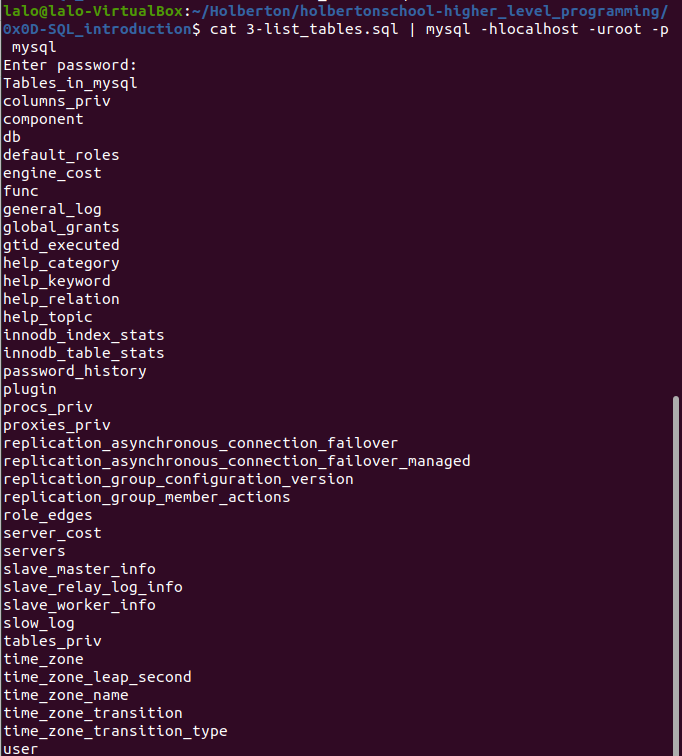 lalo@lalo-VirtualBox:~/Holberton/holbertonschool-higher_level_programming/
0x0D-SQL_introduction$ cat 3-list_tables.sql | mysql -hlocalhost -uroot -p
 mysql
Enter password:
Tables_in_mysql
columns_priv
component
db
default_roles
engine_cost
func
general_log
global_grants
gtid_executed
help_category
help_keyword
help_relation
help_topic
innodb_index_stats
innodb_table_stats
password_history
plugin
procs_priv
proxies_priv
replication_asynchronous_connection_failover
replication_asynchronous_connection_failover_managed
replication_group_configuration_version
replication_group_member_actions
role_edges
server_cost
servers
slave_master_info
slave_relay_log_info
slave_worker_info
slow_log
tables_priv
time_zone
time_zone_leap_second
time_zone_name
time_zone_transition
time_zone_transition_type
user